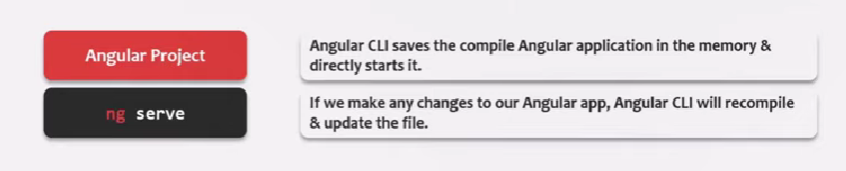 Angular Project
Angular CLI saves the compile Angular application in the memory &
directly starts it.
ng serve
If we make any changes to our Angular app, Angular CLI will recompile
& update the file.